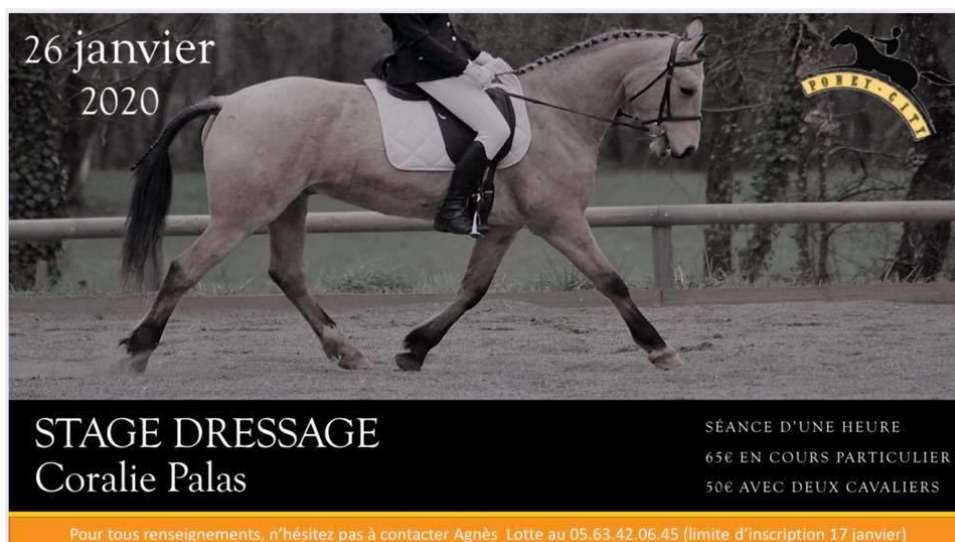 26 janvier
2020
PONEY-CITY
STAGE DRESSAGE
Coralie Palas
SÉANCE D'UNE HEURE
65€ EN COURS PARTICULIER
50€ AVEC DEUX CAVALIERS
Pour tous renseignements, n'hésitez pas à contacter Agnès Lotte au 05.63.42.06.45 (limite d'inscription 17 janvier)